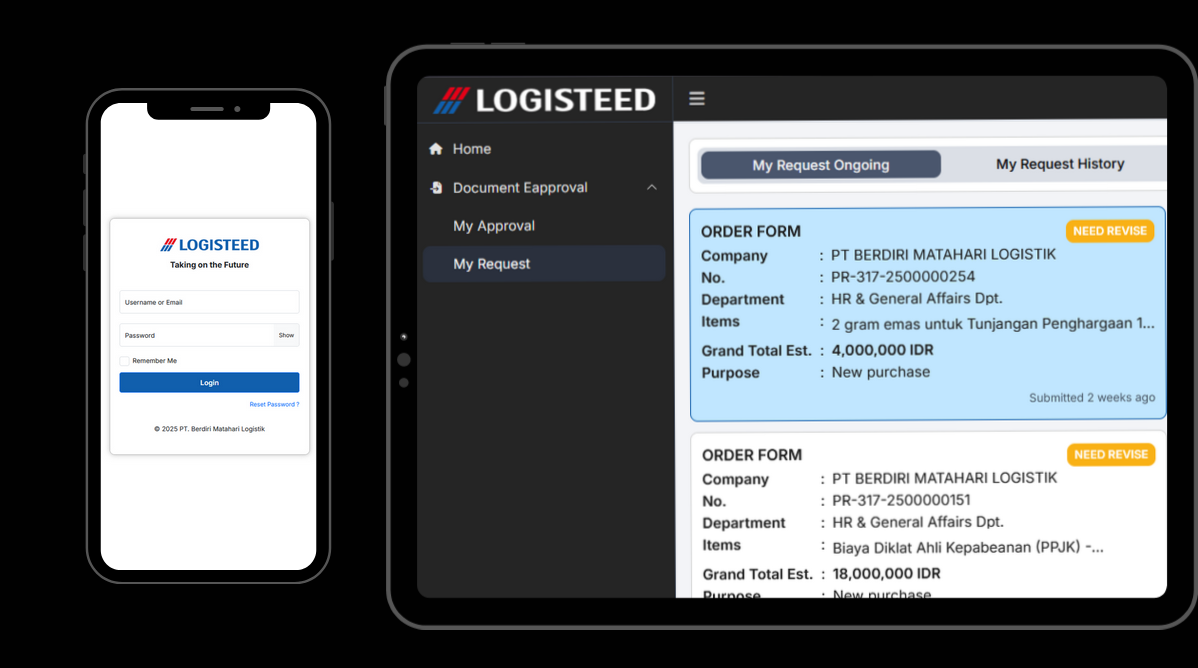 LOGISTEED
Taking on the Future
Username or Email
Password
Show
Remember Me
Login
Reset Password ?
© 2025 PT. Berdiri Matahari Logistik
LOGISTEED
Home
Document Eapproval
My Approval
My Request
My Request Ongoing
My Request History
ORDER FORM
NEED REVISE
Company : PT BERDIRI MATAHARI LOGISTIK
No. : PR-317-2500000254
Department : HR & General Affairs Dpt.
Items : 2 gram emas untuk Tunjangan Penghargaan 1...
Grand Total Est. : 4,000,000 IDR
Purpose : New purchase
Submitted 2 weeks ago
ORDER FORM
NEED REVISE
Company : PT BERDIRI MATAHARI LOGISTIK
No. : PR-317-2500000151
Department : HR & General Affairs Dpt.
Items : Biaya Diklat Ahli Kepabeanan (PPJK) -...
Grand Total Est. : 18,000,000 IDR
Purpose : New purchase